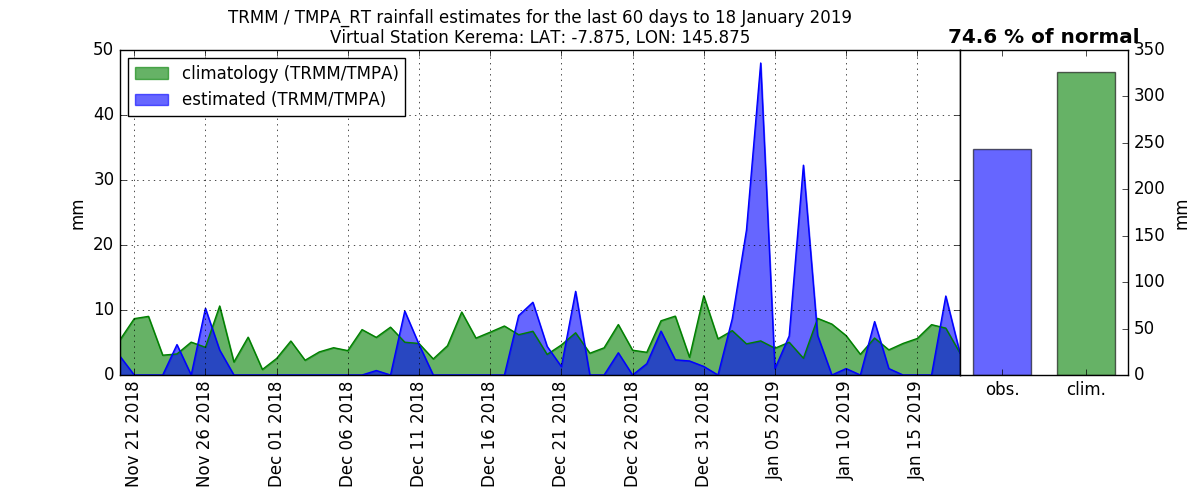 TRMM / TMPA_RT rainfall estimates for the last 60 days to 18 January 2019
Virtual Station Kerema: LAT: -7.875, LON: 145.875
74.6 % of normal
climatology (TRMM/TMPA)
estimated (TRMM/TMPA)
mm
50
40
30
20
10
0
Nov 21 2018
Nov 26 2018
Dec 01 2018
Dec 06 2018
Dec 11 2018
Dec 16 2018
Dec 21 2018
Dec 26 2018
Dec 31 2018
Jan 05 2019
Jan 10 2019
Jan 15 2019
obs.
clim.
350
300
250
200
150
100
50
0
mm